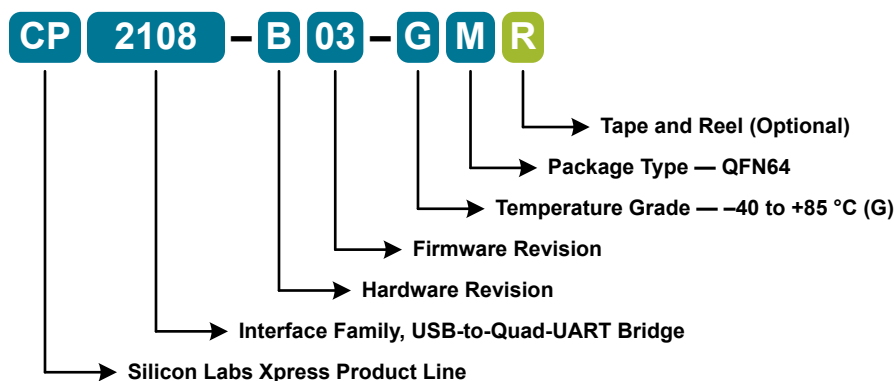 CP 2108 – B 03 – G M R
Tape and Reel (Optional)
Package Type — QFN64
Temperature Grade — –40 to +85 °C (G)
Firmware Revision
Hardware Revision
Interface Family, USB-to-Quad-UART Bridge
Silicon Labs Xpress Product Line